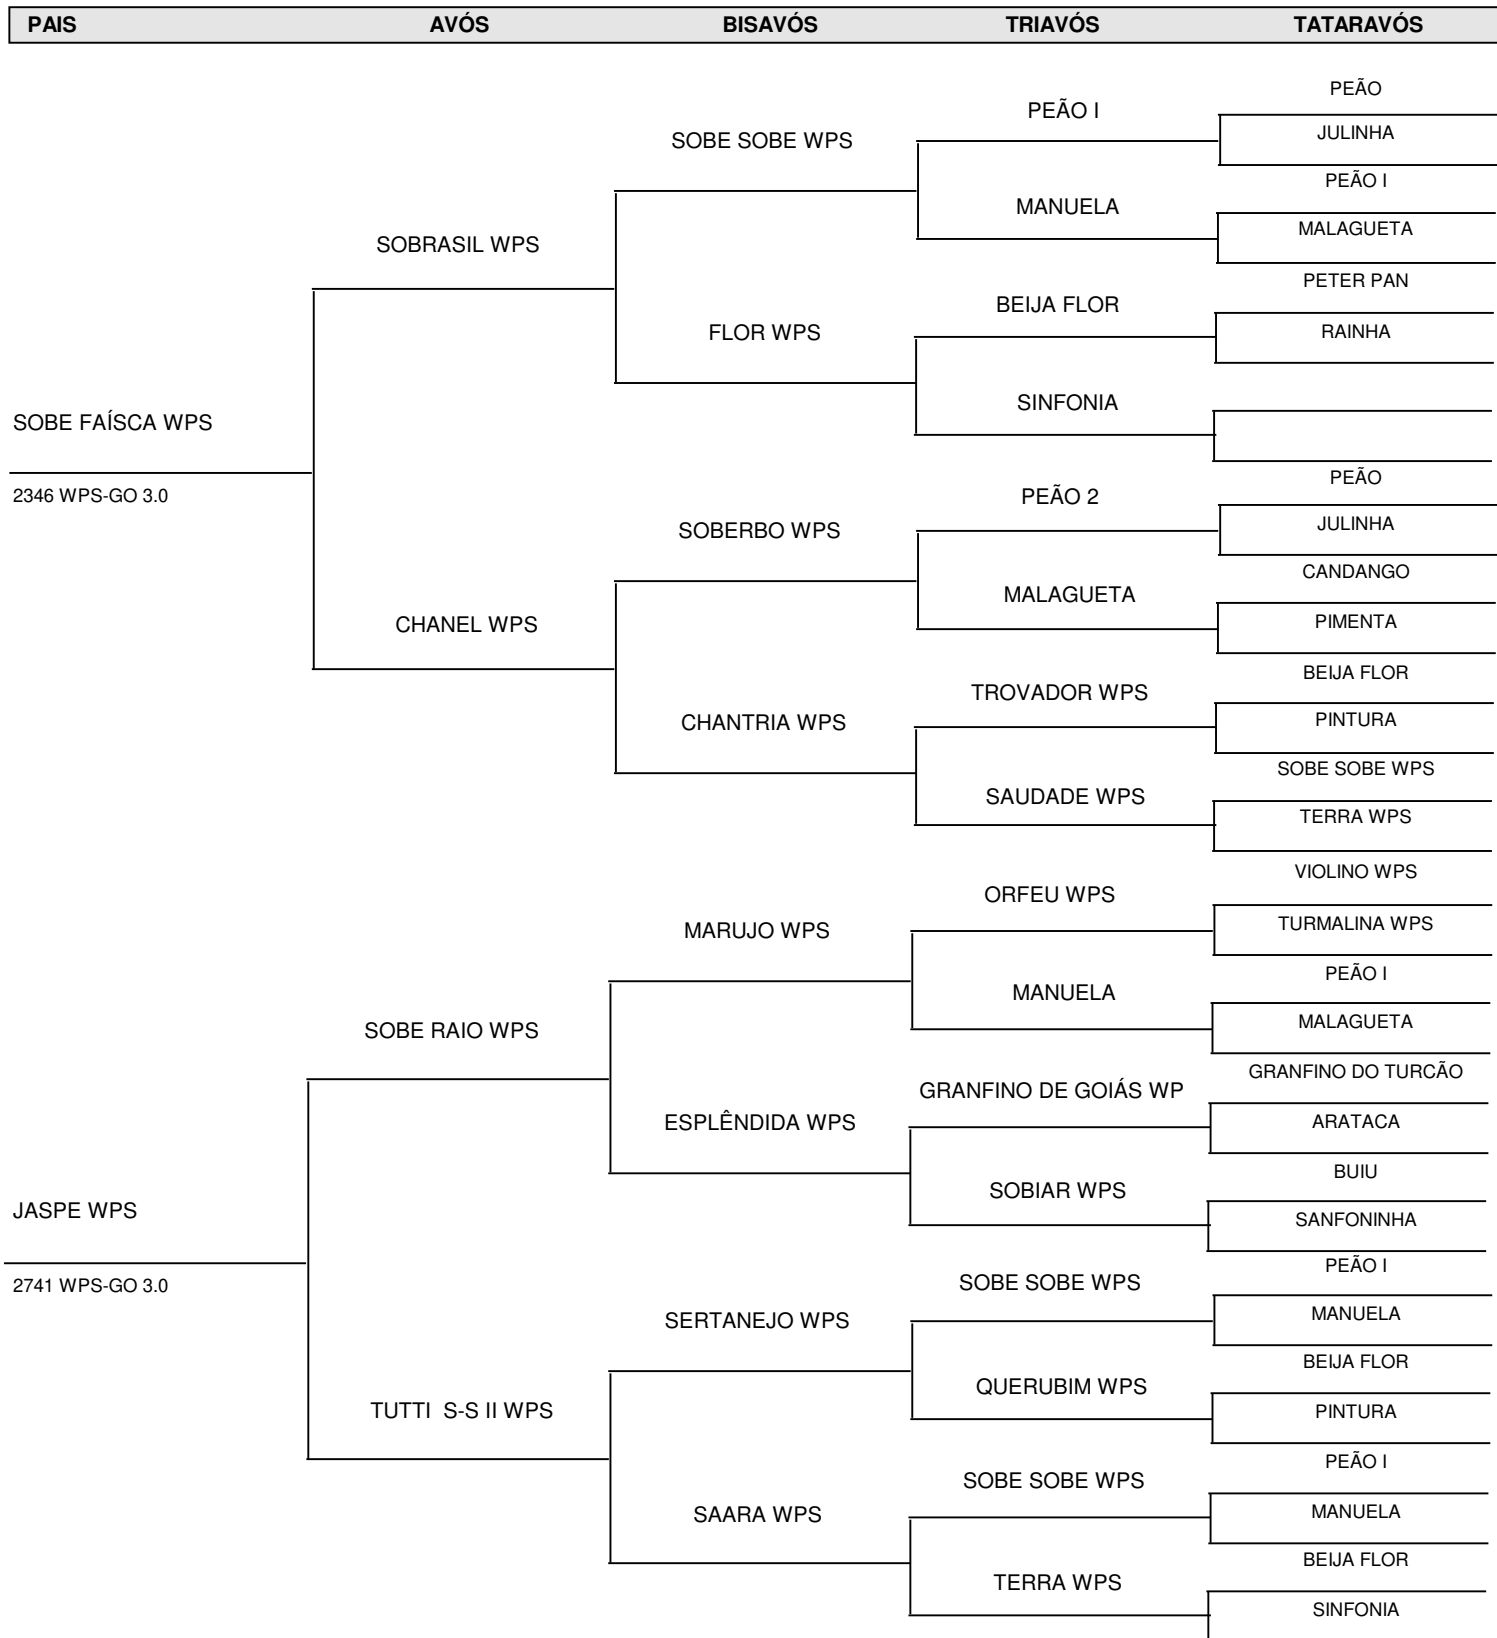 PAIS AVÓS BISAVÓS TRIAVÓS TATARAVÓS
PEÃO
PEÃO I
JULINHA
SOBE SOBE WPS
PEÃO I
MANUELA
MALAGUETA
SOBRASIL WPS
PETER PAN
BEIJA FLOR
RAINHA
FLOR WPS
SINFONIA
SOBE FAÍSCA WPS
2346 WPS-GO 3.0
PEÃO
PEÃO 2
JULINHA
SOBERBO WPS
CANDANGO
MALAGUETA
PIMENTA
CHANEL WPS
BEIJA FLOR
TROVADOR WPS
PINTURA
CHANTRIA WPS
SOBE SOBE WPS
SAUDADE WPS
TERRA WPS
VIOLINO WPS
ORFEU WPS
TURMALINA WPS
MARUJO WPS
PEÃO I
MANUELA
MALAGUETA
SOBE RAIO WPS
GRANFINO DO TURCÃO
GRANFINO DE GOIÁS WP
ARATACA
ESPLÊNDIDA WPS
BUIU
SOBIAR WPS
SANFONINHA
JASPE WPS
2741 WPS-GO 3.0
PEÃO I
SOBE SOBE WPS
MANUELA
SERTANEJO WPS
BEIJA FLOR
QUERUBIM WPS
PINTURA
TUTTI S-S II WPS
PEÃO I
SOBE SOBE WPS
MANUELA
SAARA WPS
BEIJA FLOR
TERRA WPS
SINFONIA